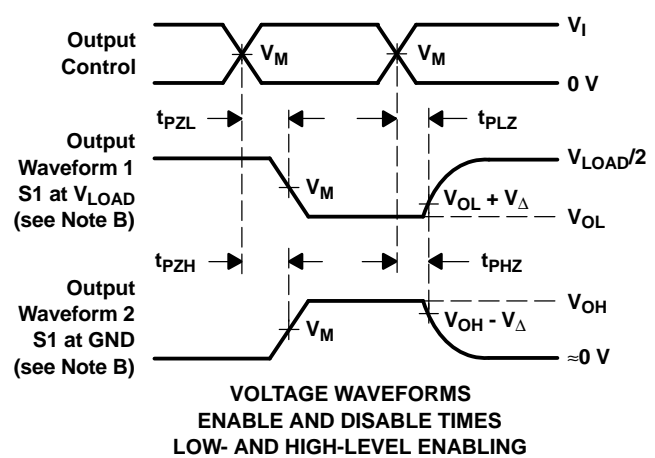 Output
Control
V_M
V_M
V_I
0 V
t_PZL
t_PLZ
Output
Waveform 1
S1 at V_LOAD
(see Note B)
V_M
V_LOAD/2
V_OL + V_Δ
V_OL
t_PZH
t_PHZ
Output
Waveform 2
S1 at GND
(see Note B)
V_M
V_OH
V_OH - V_Δ
≈0 V
VOLTAGE WAVEFORMS
ENABLE AND DISABLE TIMES
LOW- AND HIGH-LEVEL ENABLING